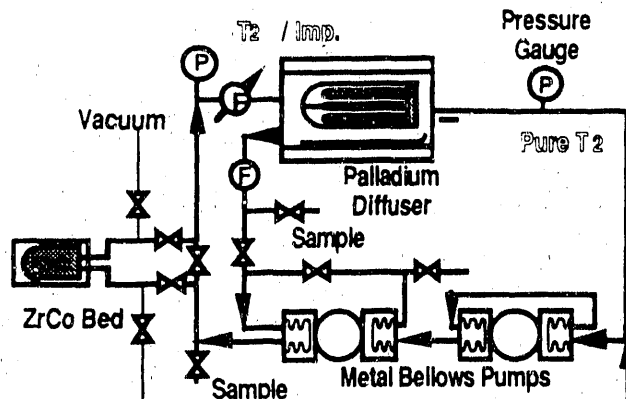 T2 / Imp.
Pressure
Gauge
P
P
F
Vacuum
Pure T2
F
Palladium
Diffuser
Sample
ZrCo Bed
Metal Bellows Pumps
Sample